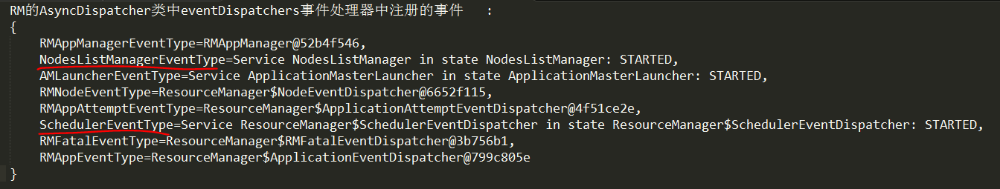 RM的AsyncDispatcher类中eventDispatchers事件处理器中注册的事件 :
{
RMAppManagerEventType=RMAppManager@52b4f546,
NodesListManagerEventType=Service NodesListManager in state NodesListManager: STARTED,
AMLauncherEventType=Service ApplicationMasterLauncher in state ApplicationMasterLauncher: STARTED,
RMNodeEventType=ResourceManager$NodeEventDispatcher@6652f115,
RMAppAttemptEventType=ResourceManager$ApplicationAttemptEventDispatcher@4f51ce2e,
SchedulerEventType=Service ResourceManager$SchedulerEventDispatcher in state ResourceManager$SchedulerEventDispatcher: STARTED,
RMFatalEventType=ResourceManager$RMFatalEventDispatcher@3b756b1,
RMAppEventType=ResourceManager$ApplicationEventDispatcher@799c805e
}